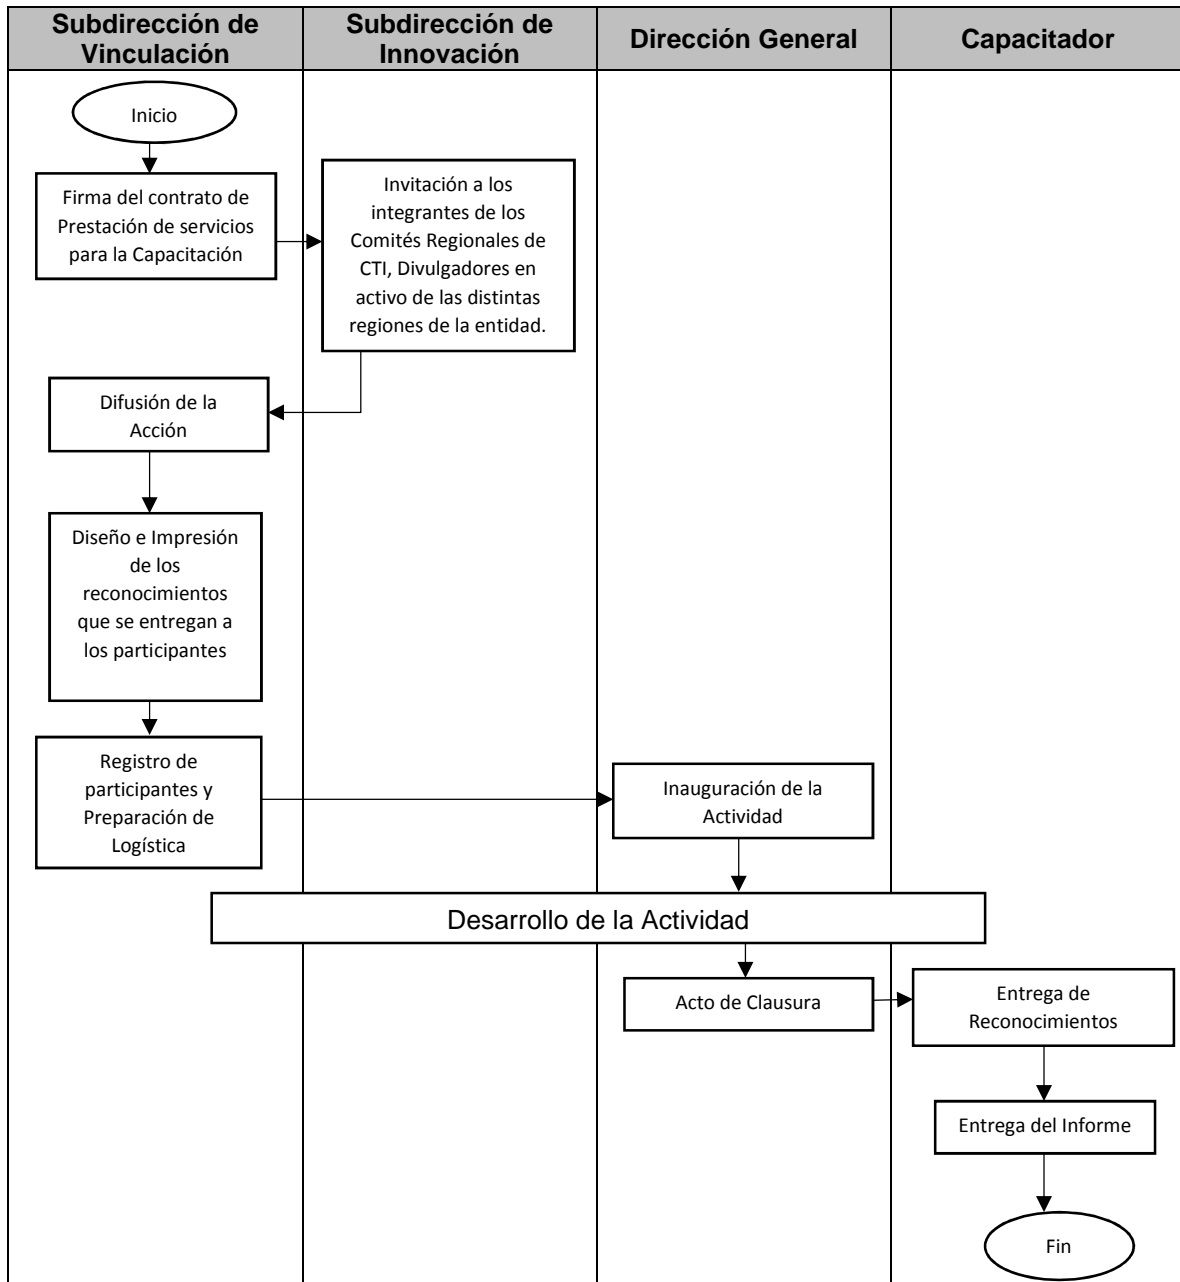 Subdirección de
Vinculación
Subdirección de
Innovación
Dirección General
Capacitador
Inicio
Firma del contrato de
Prestación de servicios
para la Capacitación
Invitación a los
integrantes de los
Comités Regionales de
CTI, Divulgadores en
activo de las distintas
regiones de la entidad.
Difusión de la
Acción
Diseño e Impresión
de los
reconocimientos
que se entregan a
los participantes
Registro de
participantes y
Preparación de
Logística
Inauguración de la
Actividad
Desarrollo de la Actividad
Acto de Clausura
Entrega de
Reconocimientos
Entrega del Informe
Fin